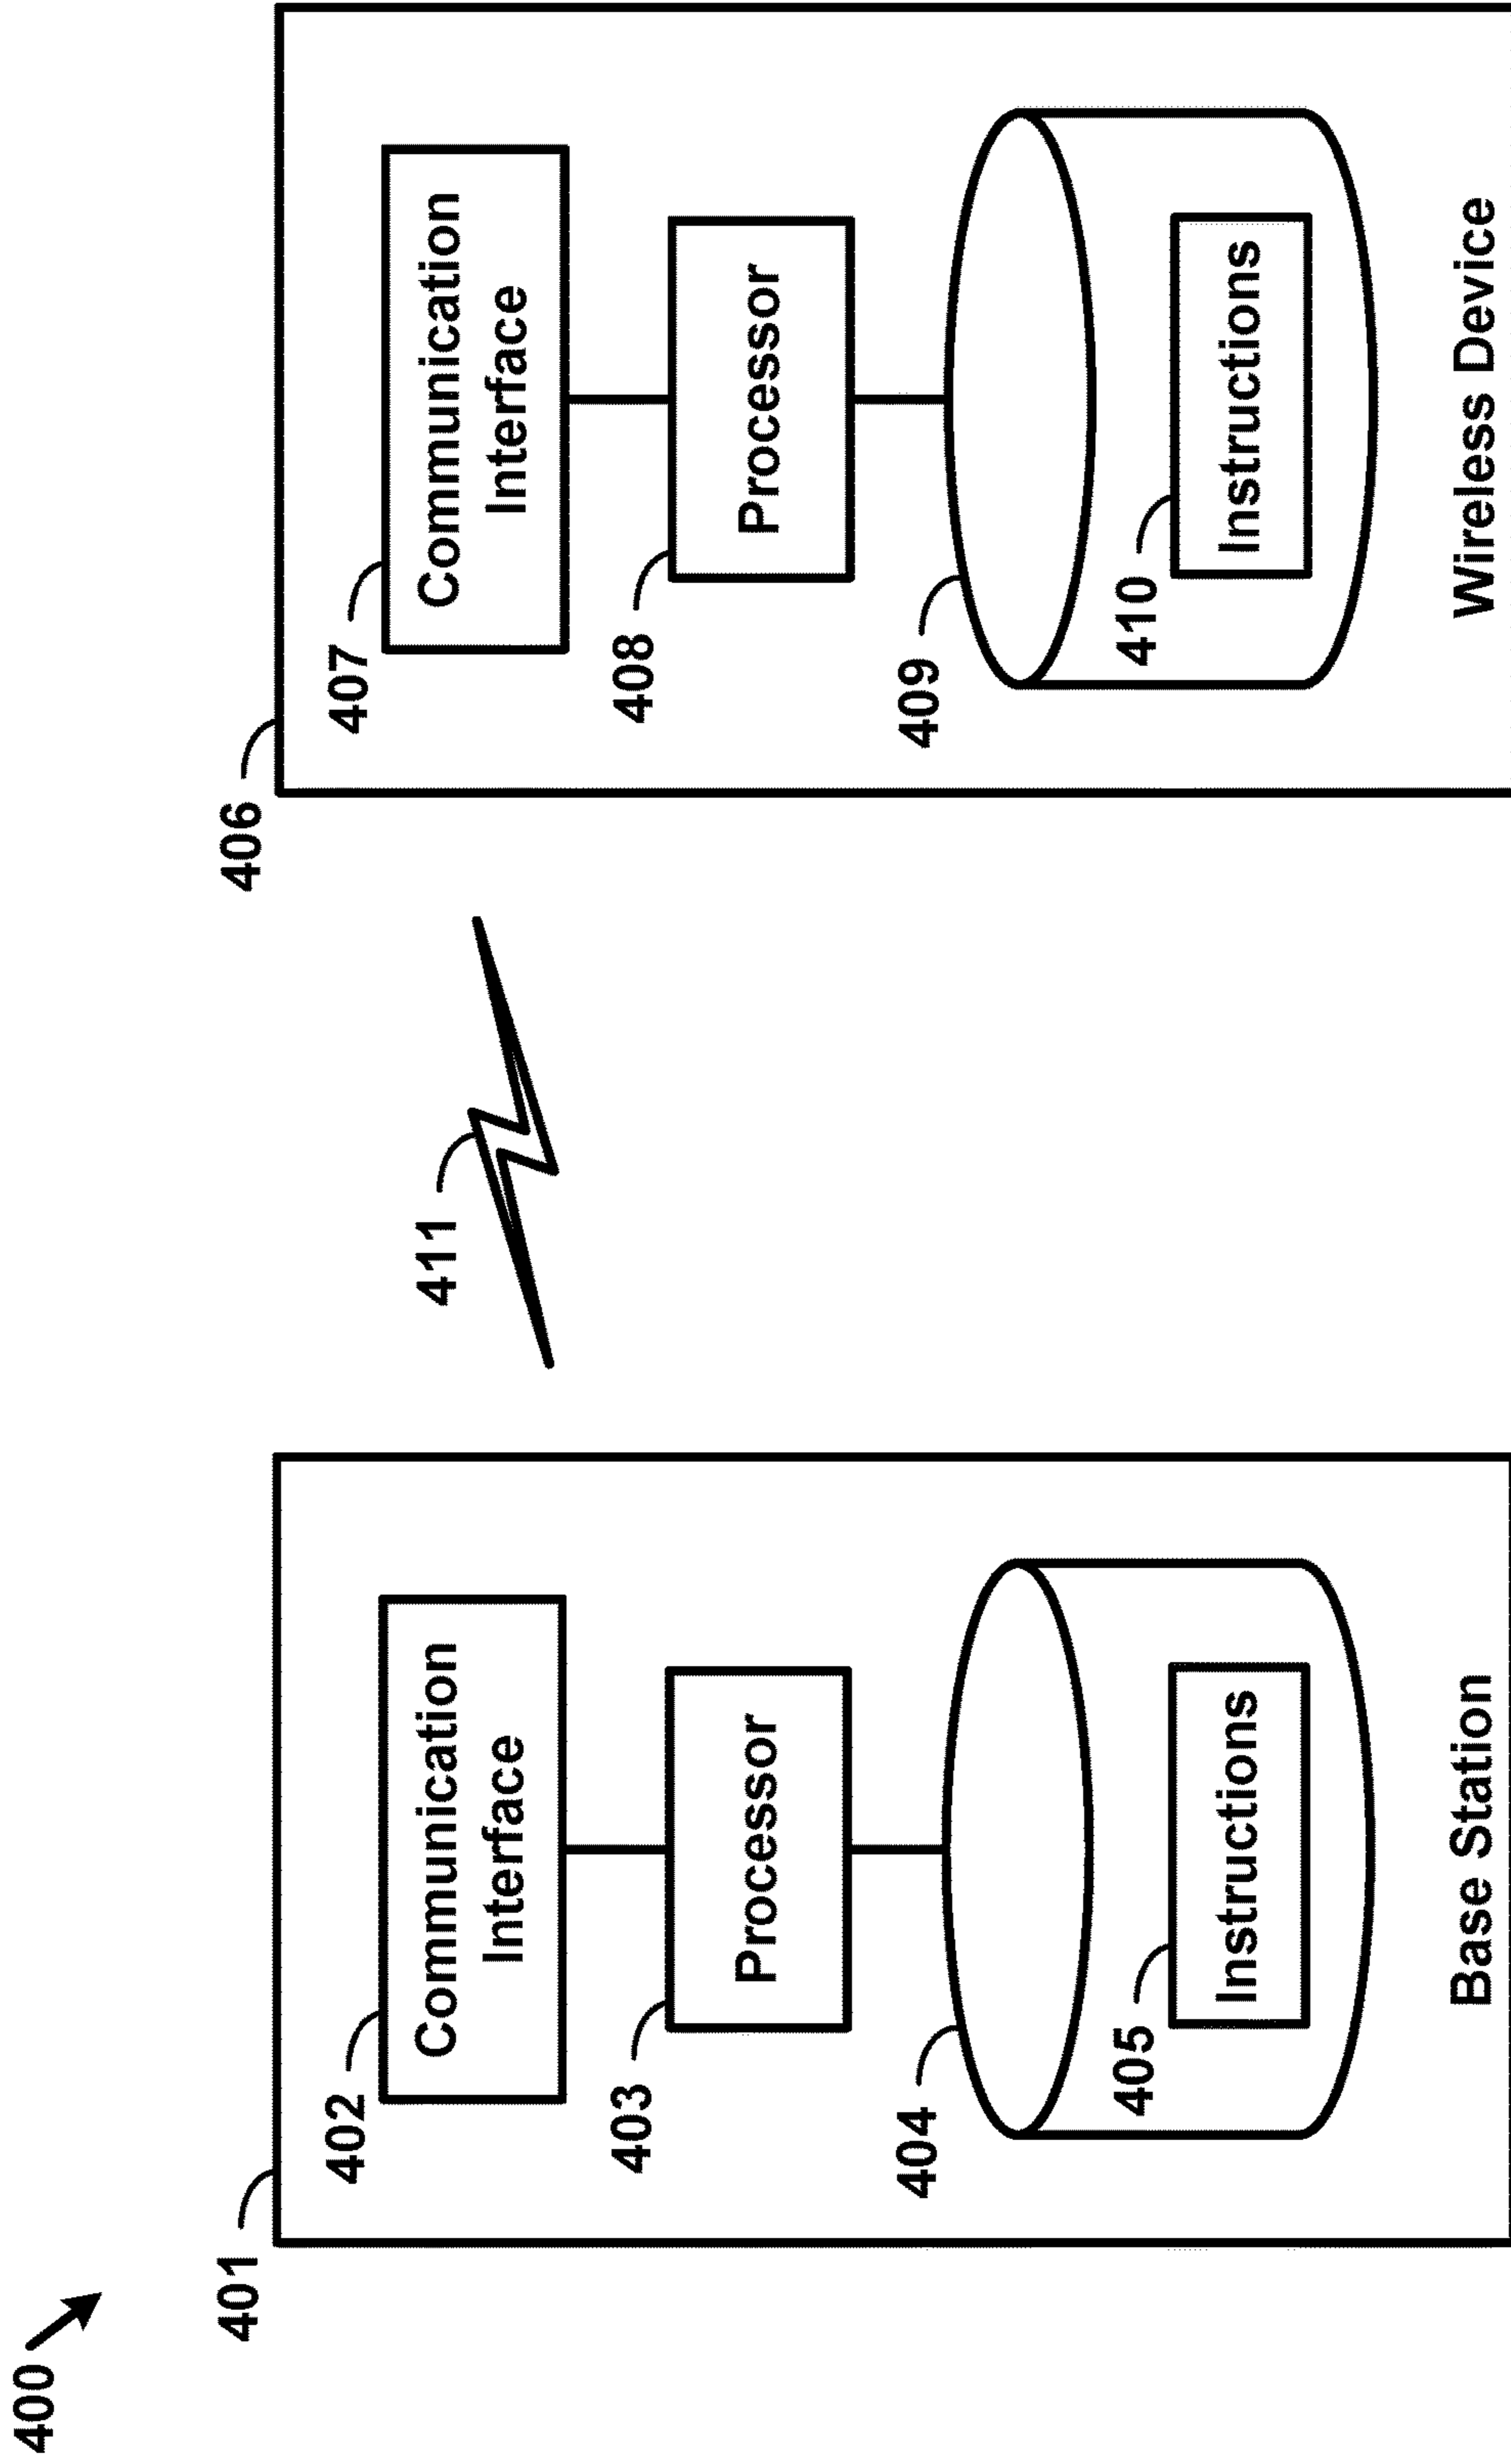 400
401
402
Communication
Interface
403
Processor
404
405
Instructions
Base Station
411
406
407
Communication
Interface
408
Processor
409
410
Instructions
Wireless Device